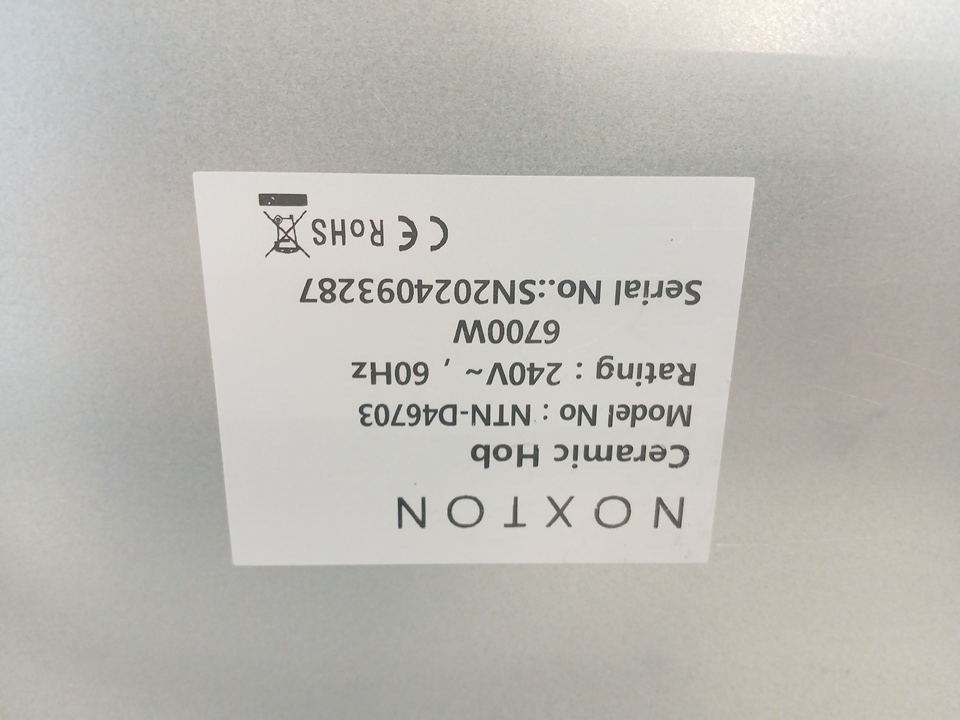 NOXTON
Ceramic Hob
Model No : NTN-D46703
Rating : 240V~ , 60Hz
6700W
Serial No.:SN2024093287
CE RoHS